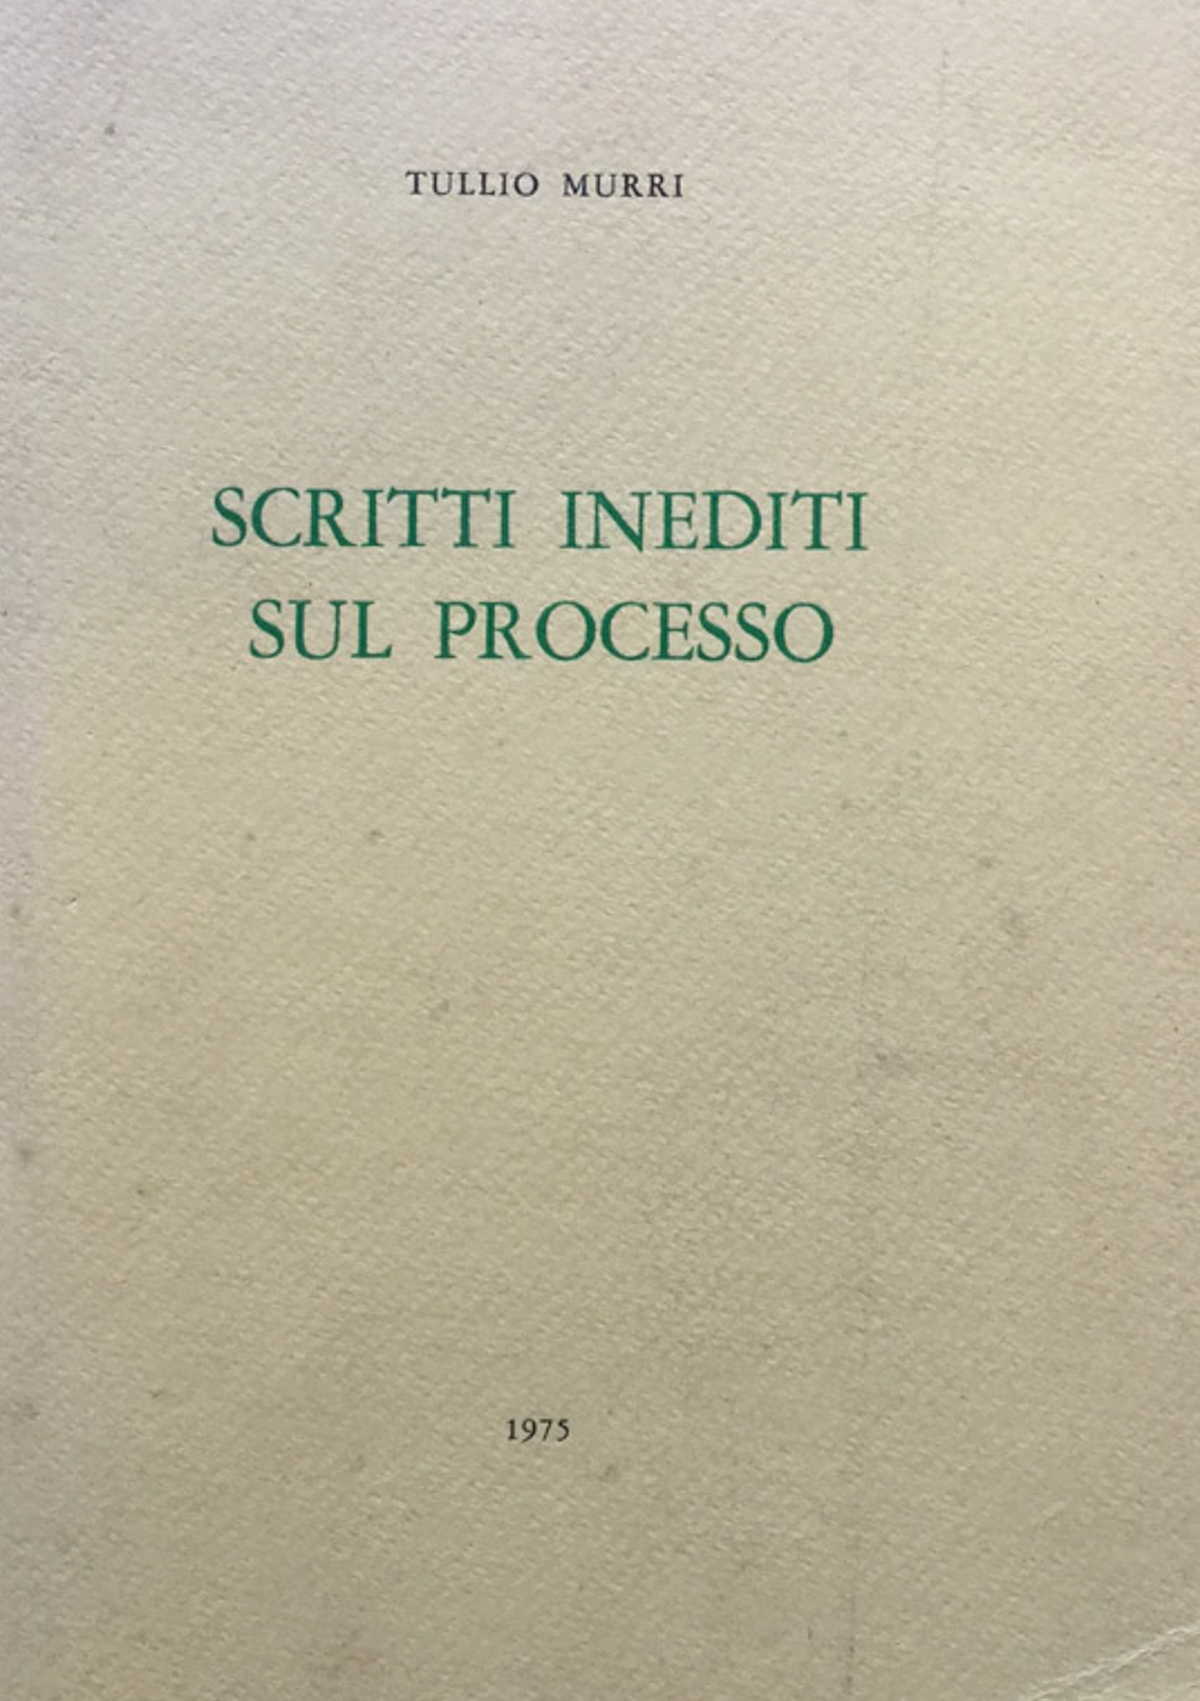 TULLIO MURRI
SCRITTI INEDITI
SUL PROCESSO
1975